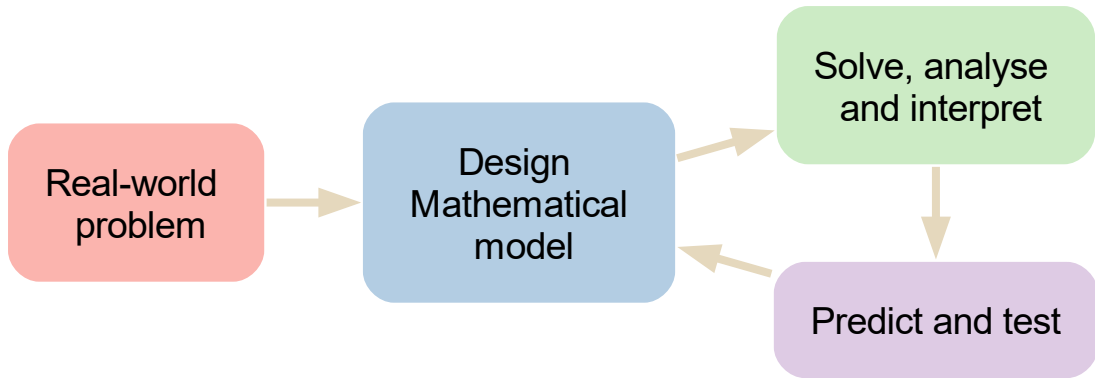 Real-world
problem
Design
Mathematical
model
Solve, analyse
and interpret
Predict and test